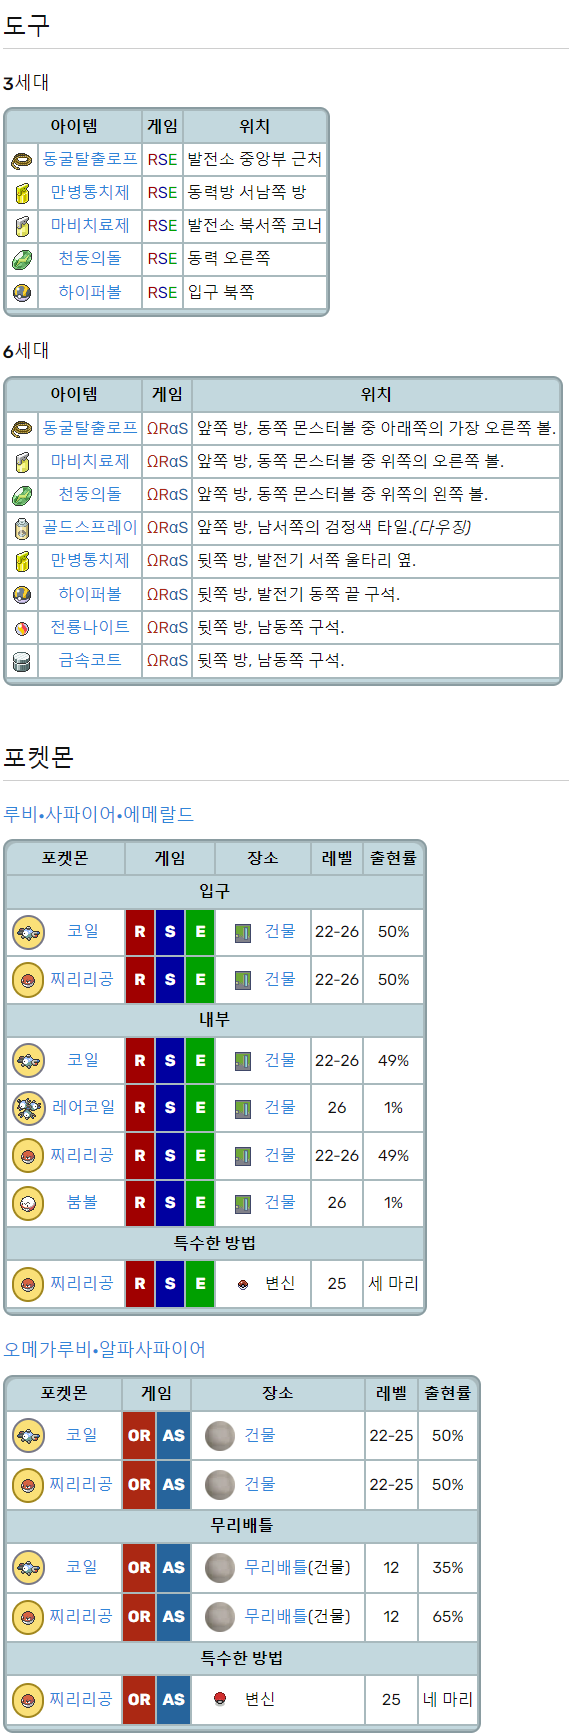 도구
3세대
아이템 게임 위치
동굴탈출로프 RSE 발전소 중앙부 근처
만병통치제 RSE 동력방 서남쪽 방
마비치료제 RSE 발전소 북서쪽 코너
천둥의돌 RSE 동력 오른쪽
하이퍼볼 RSE 입구 북쪽
6세대
아이템 게임 위치
동굴탈출로프 ΩRαS 앞쪽 방, 동쪽 몬스터볼 중 아래쪽의 가장 오른쪽 볼.
마비치료제 ΩRαS 앞쪽 방, 동쪽 몬스터볼 중 위쪽의 오른쪽 볼.
천둥의돌 ΩRαS 앞쪽 방, 동쪽 몬스터볼 중 위쪽의 왼쪽 볼.
골드스프레이 ΩRαS 앞쪽 방, 남서쪽의 검정색 타일.(다우징)
만병통치제 ΩRαS 뒷쪽 방, 발전기 서쪽 울타리 옆.
하이퍼볼 ΩRαS 뒷쪽 방, 발전기 동쪽 끝 구석.
전룡나이트 ΩRαS 뒷쪽 방, 남동쪽 구석.
금속코트 ΩRαS 뒷쪽 방, 남동쪽 구석.
포켓몬
루비•사파이어•에메랄드
포켓몬 게임 장소 레벨 출현률
입구
코일 R S E 건물 22-26 50%
찌리리공 R S E 건물 22-26 50%
내부
코일 R S E 건물 22-26 49%
레어코일 R S E 건물 26 1%
찌리리공 R S E 건물 22-26 49%
붐볼 R S E 건물 26 1%
특수한 방법
찌리리공 R S E 변신 25 세 마리
오메가루비•알파사파이어
포켓몬 게임 장소 레벨 출현률
코일 OR AS 건물 22-25 50%
찌리리공 OR AS 건물 22-25 50%
무리배틀
코일 OR AS 무리배틀(건물) 12 35%
찌리리공 OR AS 무리배틀(건물) 12 65%
특수한 방법
찌리리공 OR AS 변신 25 네 마리